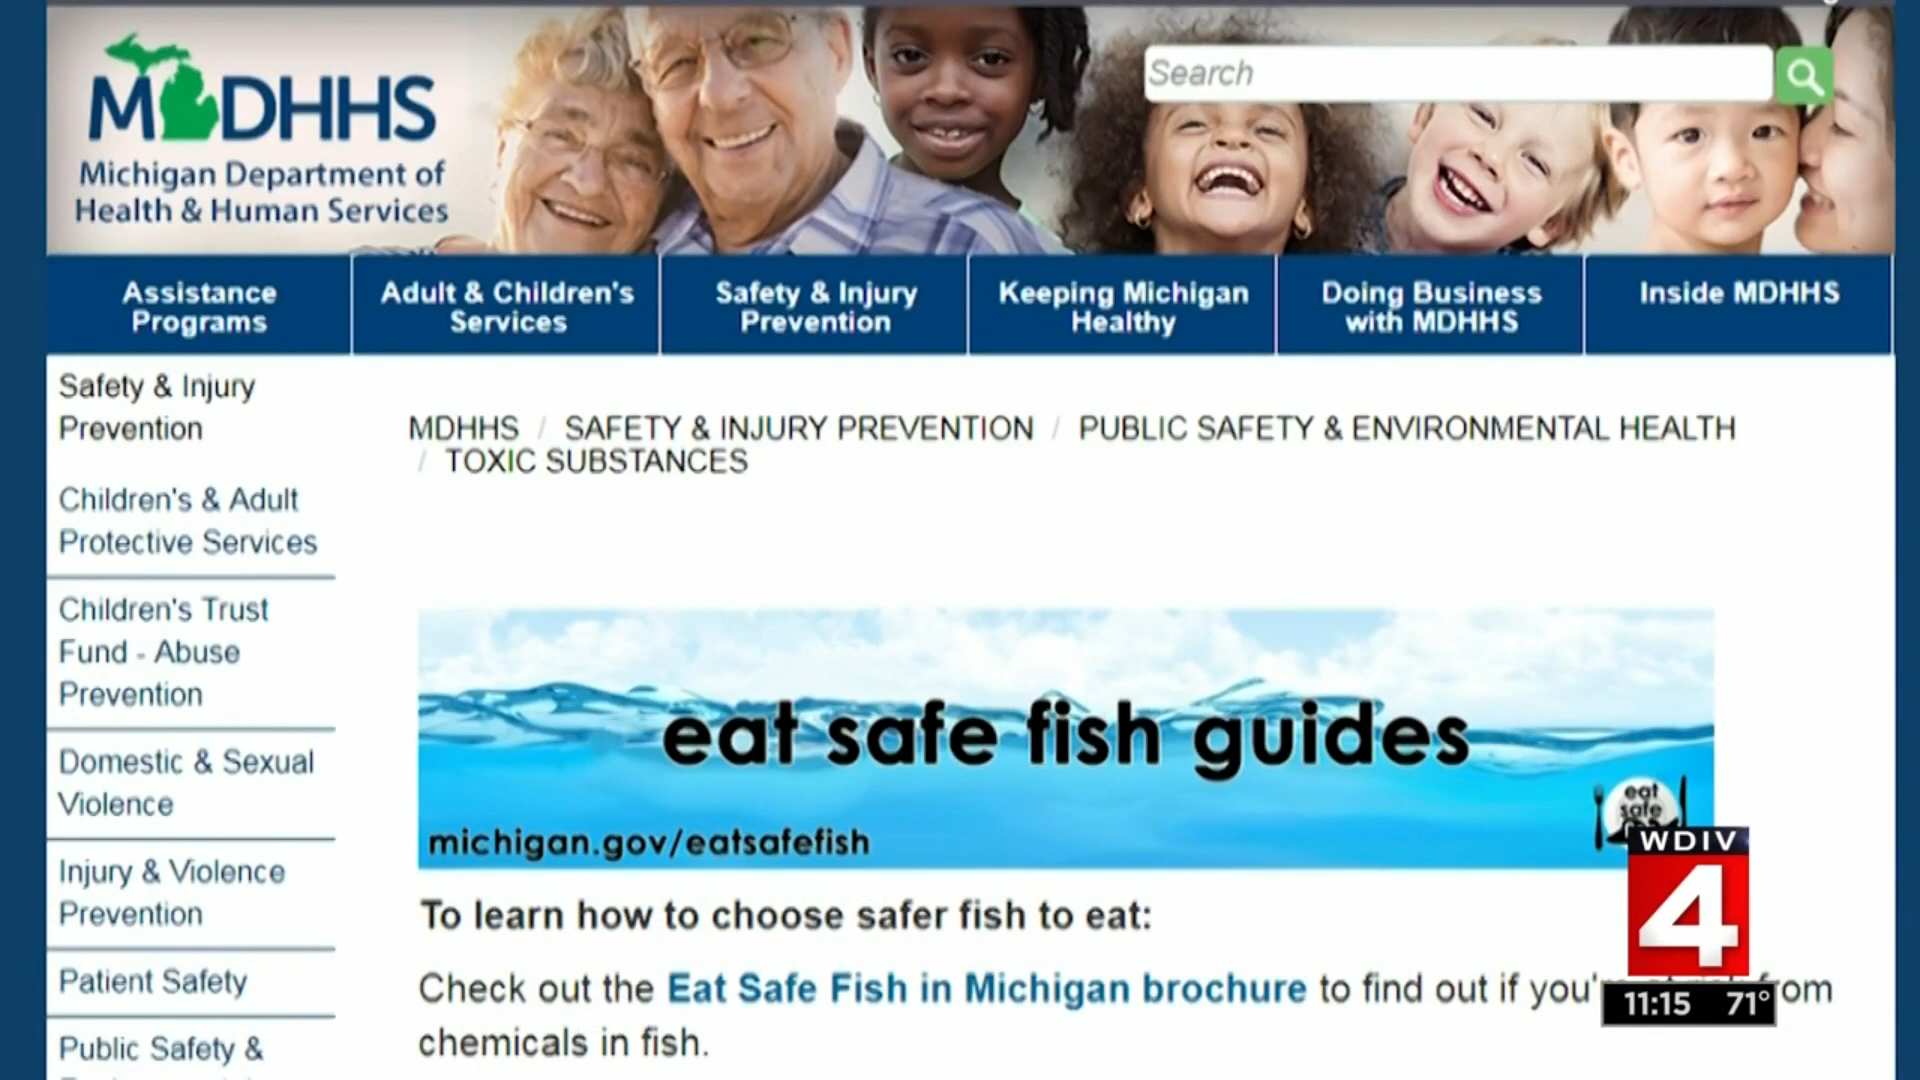 Search
MDHHS
Michigan Department of
Health & Human Services
Assistance
Programs
Adult & Children's
Services
Safety & Injury
Prevention
Keeping Michigan
Healthy
Doing Business
with MDHHS
Inside MDHHS
Safety & Injury
Prevention
Children's & Adult
Protective Services
Children's Trust
Fund - Abuse
Prevention
Domestic & Sexual
Violence
Injury & Violence
Prevention
Patient Safety
Public Safety &
MDHHS / SAFETY & INJURY PREVENTION / PUBLIC SAFETY & ENVIRONMENTAL HEALTH
/ TOXIC SUBSTANCES
eat safe fish guides
michigan.gov/eatsafefish
eat
safe
To learn how to choose safer fish to eat:
Check out the Eat Safe Fish in Michigan brochure to find out if
chemicals in fish.
WDIV
4
11:15 71°